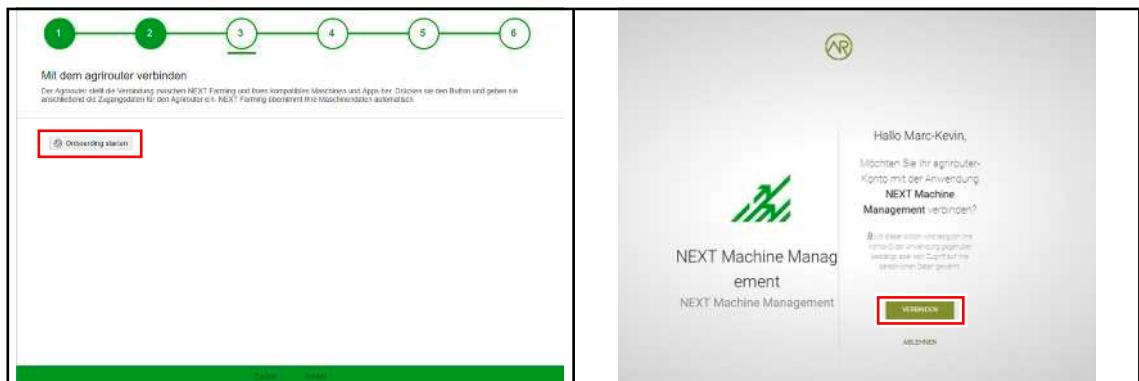 1
2
3
4
5
6
Mit dem agrirouter verbinden
Der Agrirouter stellt die Verbindung zwischen NEXT Farming und Ihren kompatiblen Maschinen und Apps her. Drücken sie den Button und geben sie
anschließend die Zugangsdaten für den Agrirouter ein. NEXT Farming übernimmt Ihre Maschinendaten automatisch.
Onboarding starten
Zurück
AR
NEXT Machine Manag
ement
NEXT Machine Management
Hallo Marc-Kevin,
Möchten Sie Ihr agrirouter-
Konto mit der Anwendung
NEXT Machine
Management verbinden?
VERBINDEN
ABLEHNEN